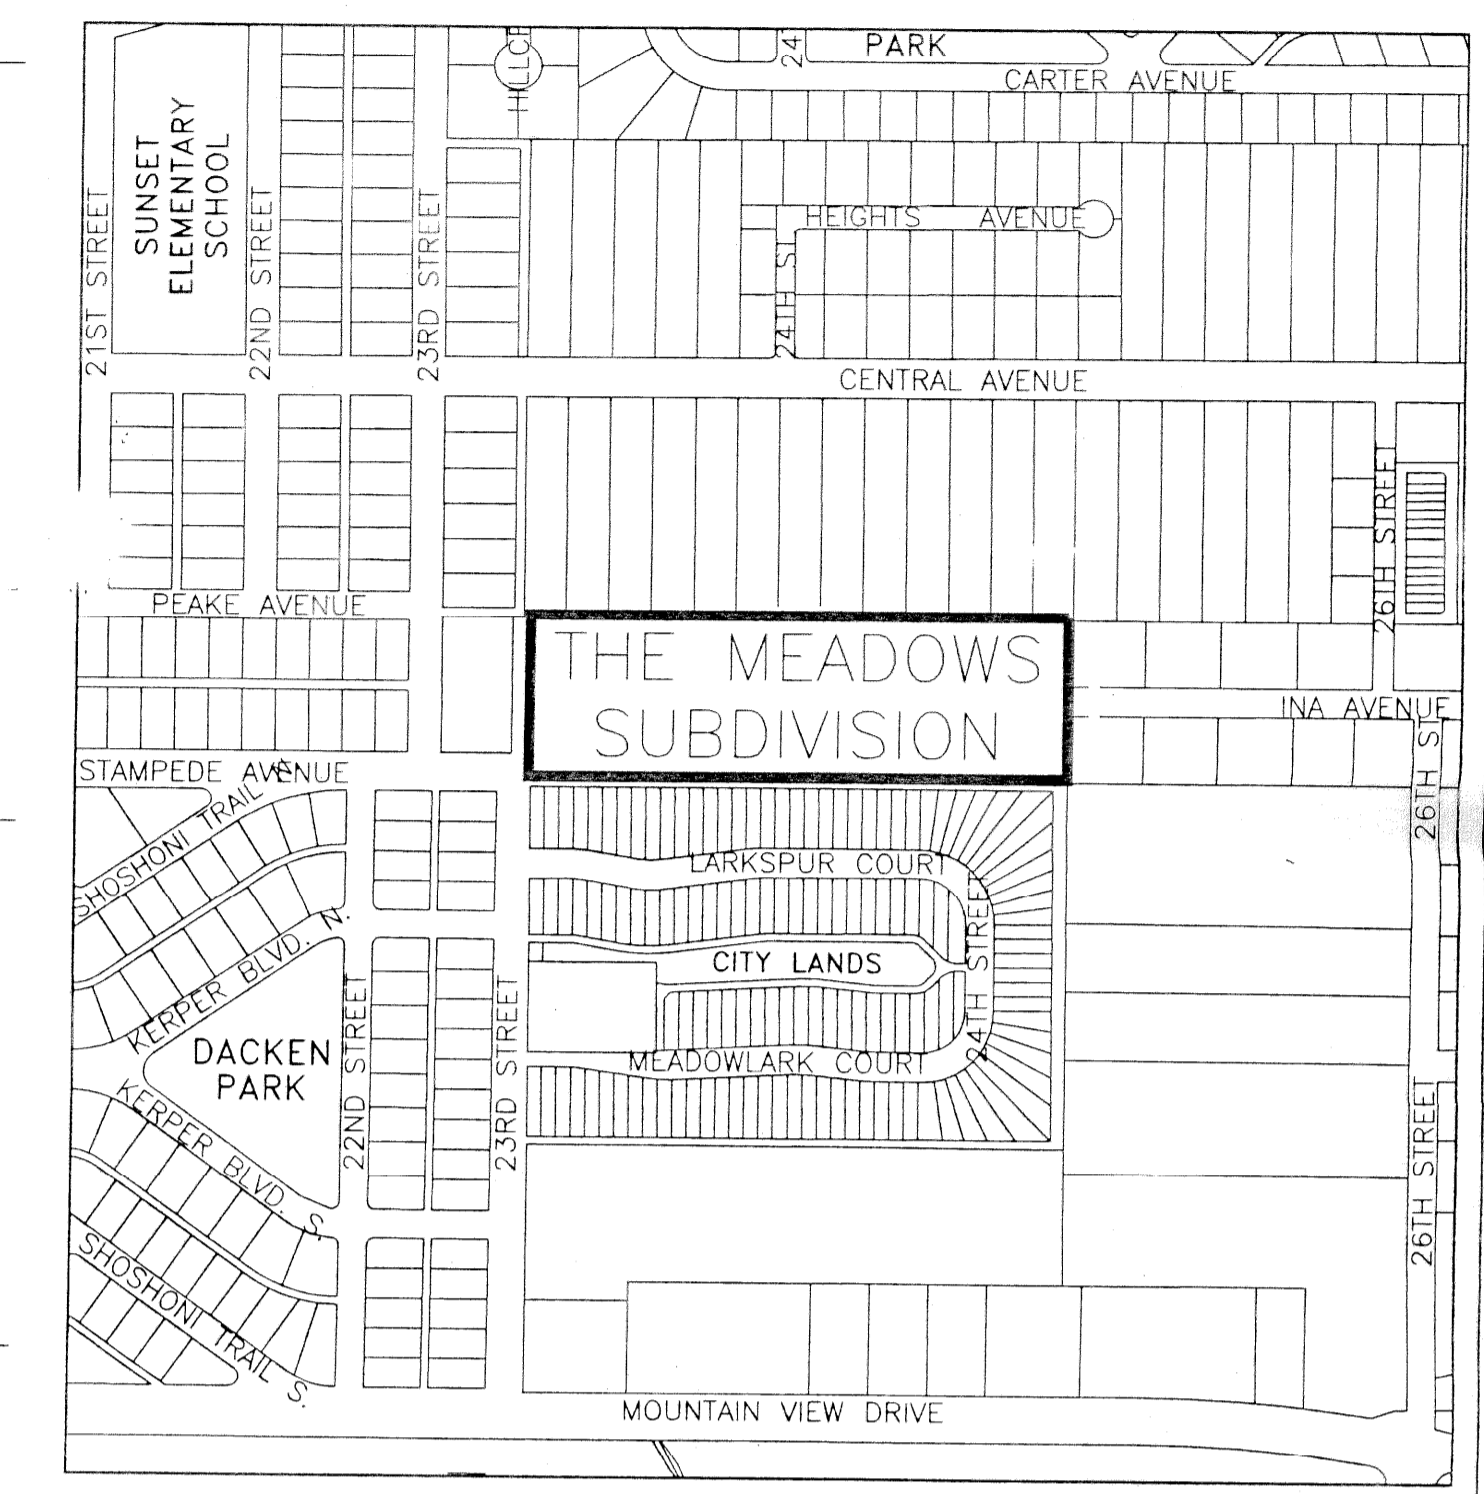 HILLCR
24T
PARK
CARTER AVENUE
SUNSET
ELEMENTARY
SCHOOL
21ST STREET
22ND STREET
23RD STREET
HEIGHTS AVENUE
24TH ST
CENTRAL AVENUE
26TH STREET
PEAKE AVENUE
THE MEADOWS
SUBDIVISION
INA AVENUE
STAMPEDE AVENUE
26TH ST
SHOSHONI TRAIL
LARKSPUR COURT
KERPER BLVD. N.
CITY LANDS
24TH STREET
DACKEN
PARK
22ND STREET
23RD STREET
MEADOWLARK COURT
KERPER BLVD. S.
26TH STREET
SHOSHONI TRAIL S.
MOUNTAIN VIEW DRIVE